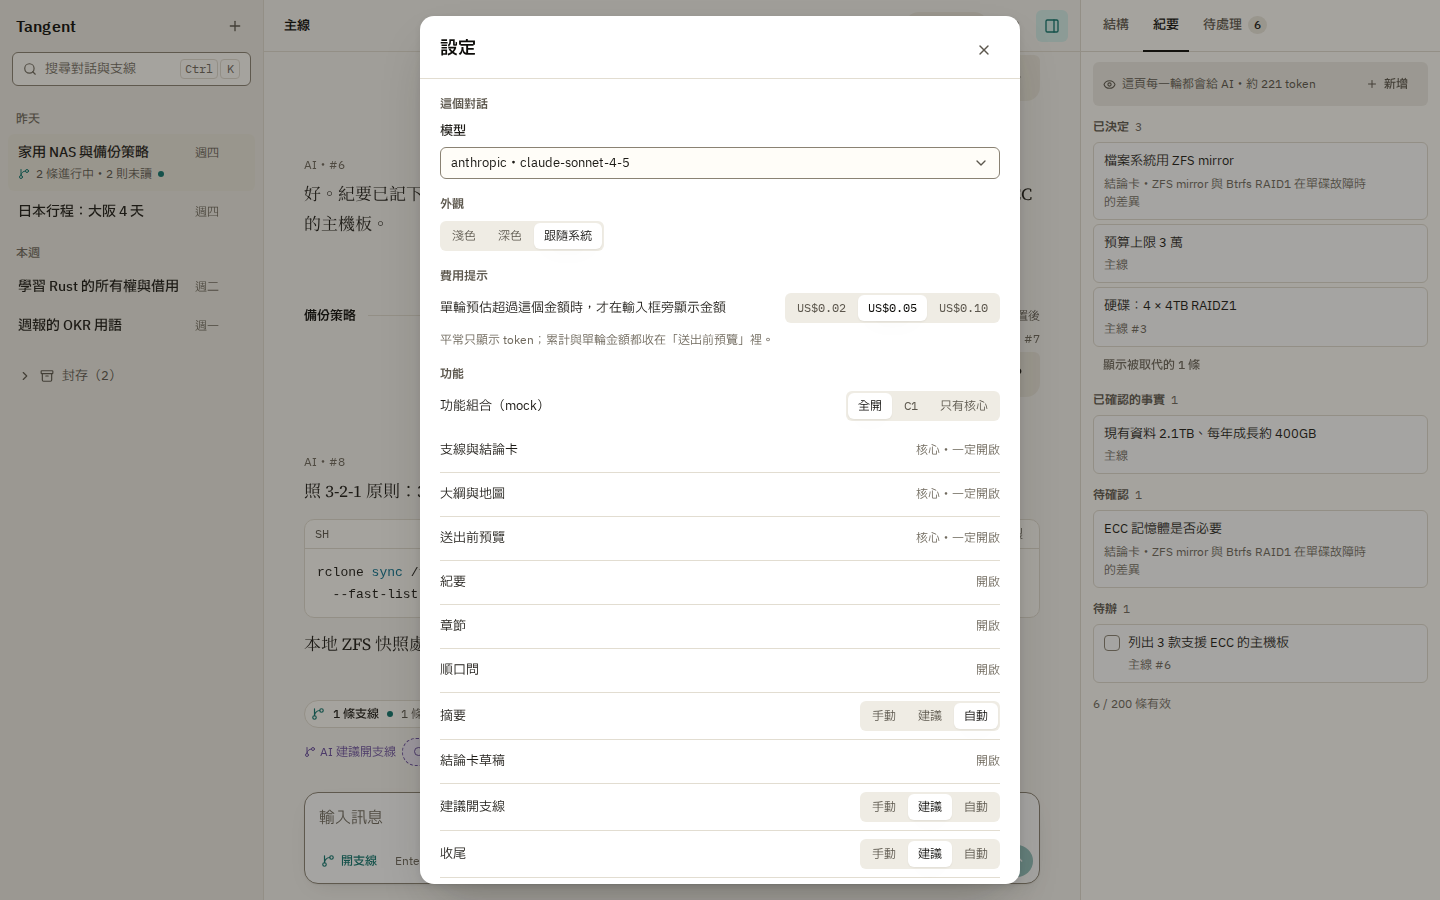 Tangent
搜尋對話與支線
Ctrl K
昨天
家用 NAS 與備份策略 週四
2 條進行中・2 則未讀
日本行程：大阪 4 天 週四
本週
學習 Rust 的所有權與借用 週二
週報的 OKR 用語 週一
封存（2）
主線
AI・#6
好。紀要已記下
的主機板。
備份策略
#7
AI・#8
照 3-2-1 原則：
SH
rclone sync /
--fast-list
本地 ZFS 快照
1 條支線
AI 建議開支線
輸入訊息
開支線 Ente
設定
這個對話
模型
anthropic・claude-sonnet-4-5
外觀
淺色 深色 跟隨系統
費用提示
單輪預估超過這個金額時，才在輸入框旁顯示金額
US$0.02 US$0.05 US$0.10
平常只顯示 token；累計與單輪金額都收在「送出前預覽」裡。
功能
功能組合（mock）
全開 C1 只有核心
支線與結論卡 核心・一定開啟
大綱與地圖 核心・一定開啟
送出前預覽 核心・一定開啟
紀要 開啟
章節 開啟
順口問 開啟
摘要 手動 建議 自動
結論卡草稿 開啟
建議開支線 手動 建議 自動
收尾 手動 建議 自動
結構 紀要 待處理 6
這頁每一輪都會給 AI・約 221 token
新增
已決定 3
檔案系統用 ZFS mirror
結論卡・ZFS mirror 與 Btrfs RAID1 在單碟故障時
的差異
預算上限 3 萬
主線
硬碟：4 × 4TB RAIDZ1
主線 #3
顯示被取代的 1 條
已確認的事實 1
現有資料 2.1TB、每年成長約 400GB
主線
待確認 1
ECC 記憶體是否必要
結論卡・ZFS mirror 與 Btrfs RAID1 在單碟故障時
的差異
待辦 1
列出 3 款支援 ECC 的主機板
主線 #6
6 / 200 條有效